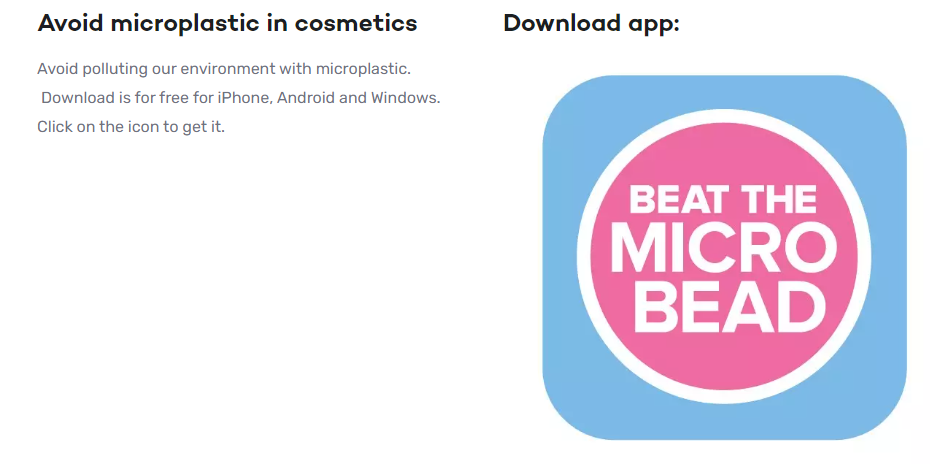 Avoid microplastic in cosmetics
Avoid polluting our environment with microplastic.
Download is for free for iPhone, Android and Windows.
Click on the icon to get it.
Download app:
BEAT THE
MICRO
BEAD